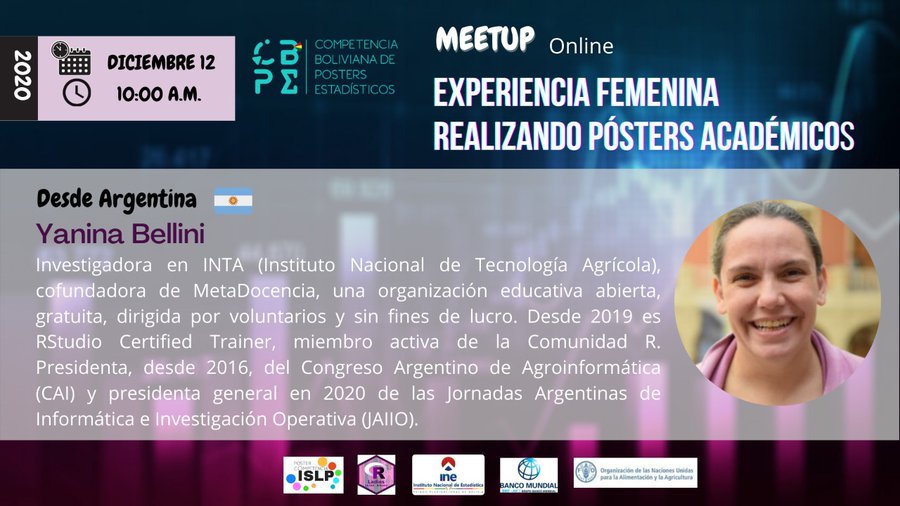 2020
DICIEMBRE 12
10:00 A.M.
CB
PE
COMPETENCIA
BOLIVIANA DE
POSTERS
ESTADÍSTICOS
MEETUP Online
EXPERIENCIA FEMENINA
REALIZANDO PÓSTERS ACADÉMICOS
Desde Argentina
Yanina Bellini
Investigadora en INTA (Instituto Nacional de Tecnología Agrícola),
cofundadora de MetaDocencia, una organización educativa abierta,
gratuita, dirigida por voluntarios y sin fines de lucro. Desde 2019 es
RStudio Certified Trainer, miembro activa de la Comunidad R.
Presidenta, desde 2016, del Congreso Argentino de Agroinformática
(CAI) y presidenta general en 2020 de las Jornadas Argentinas de
Informática e Investigación Operativa (JAIIO).
POSTER
COMPETITION
ISLP
R
Ladies
ine
Instituto Nacional de Estadística
BANCO MUNDIAL
Organización de las Naciones Unidas
para la Alimentación y la Agricultura